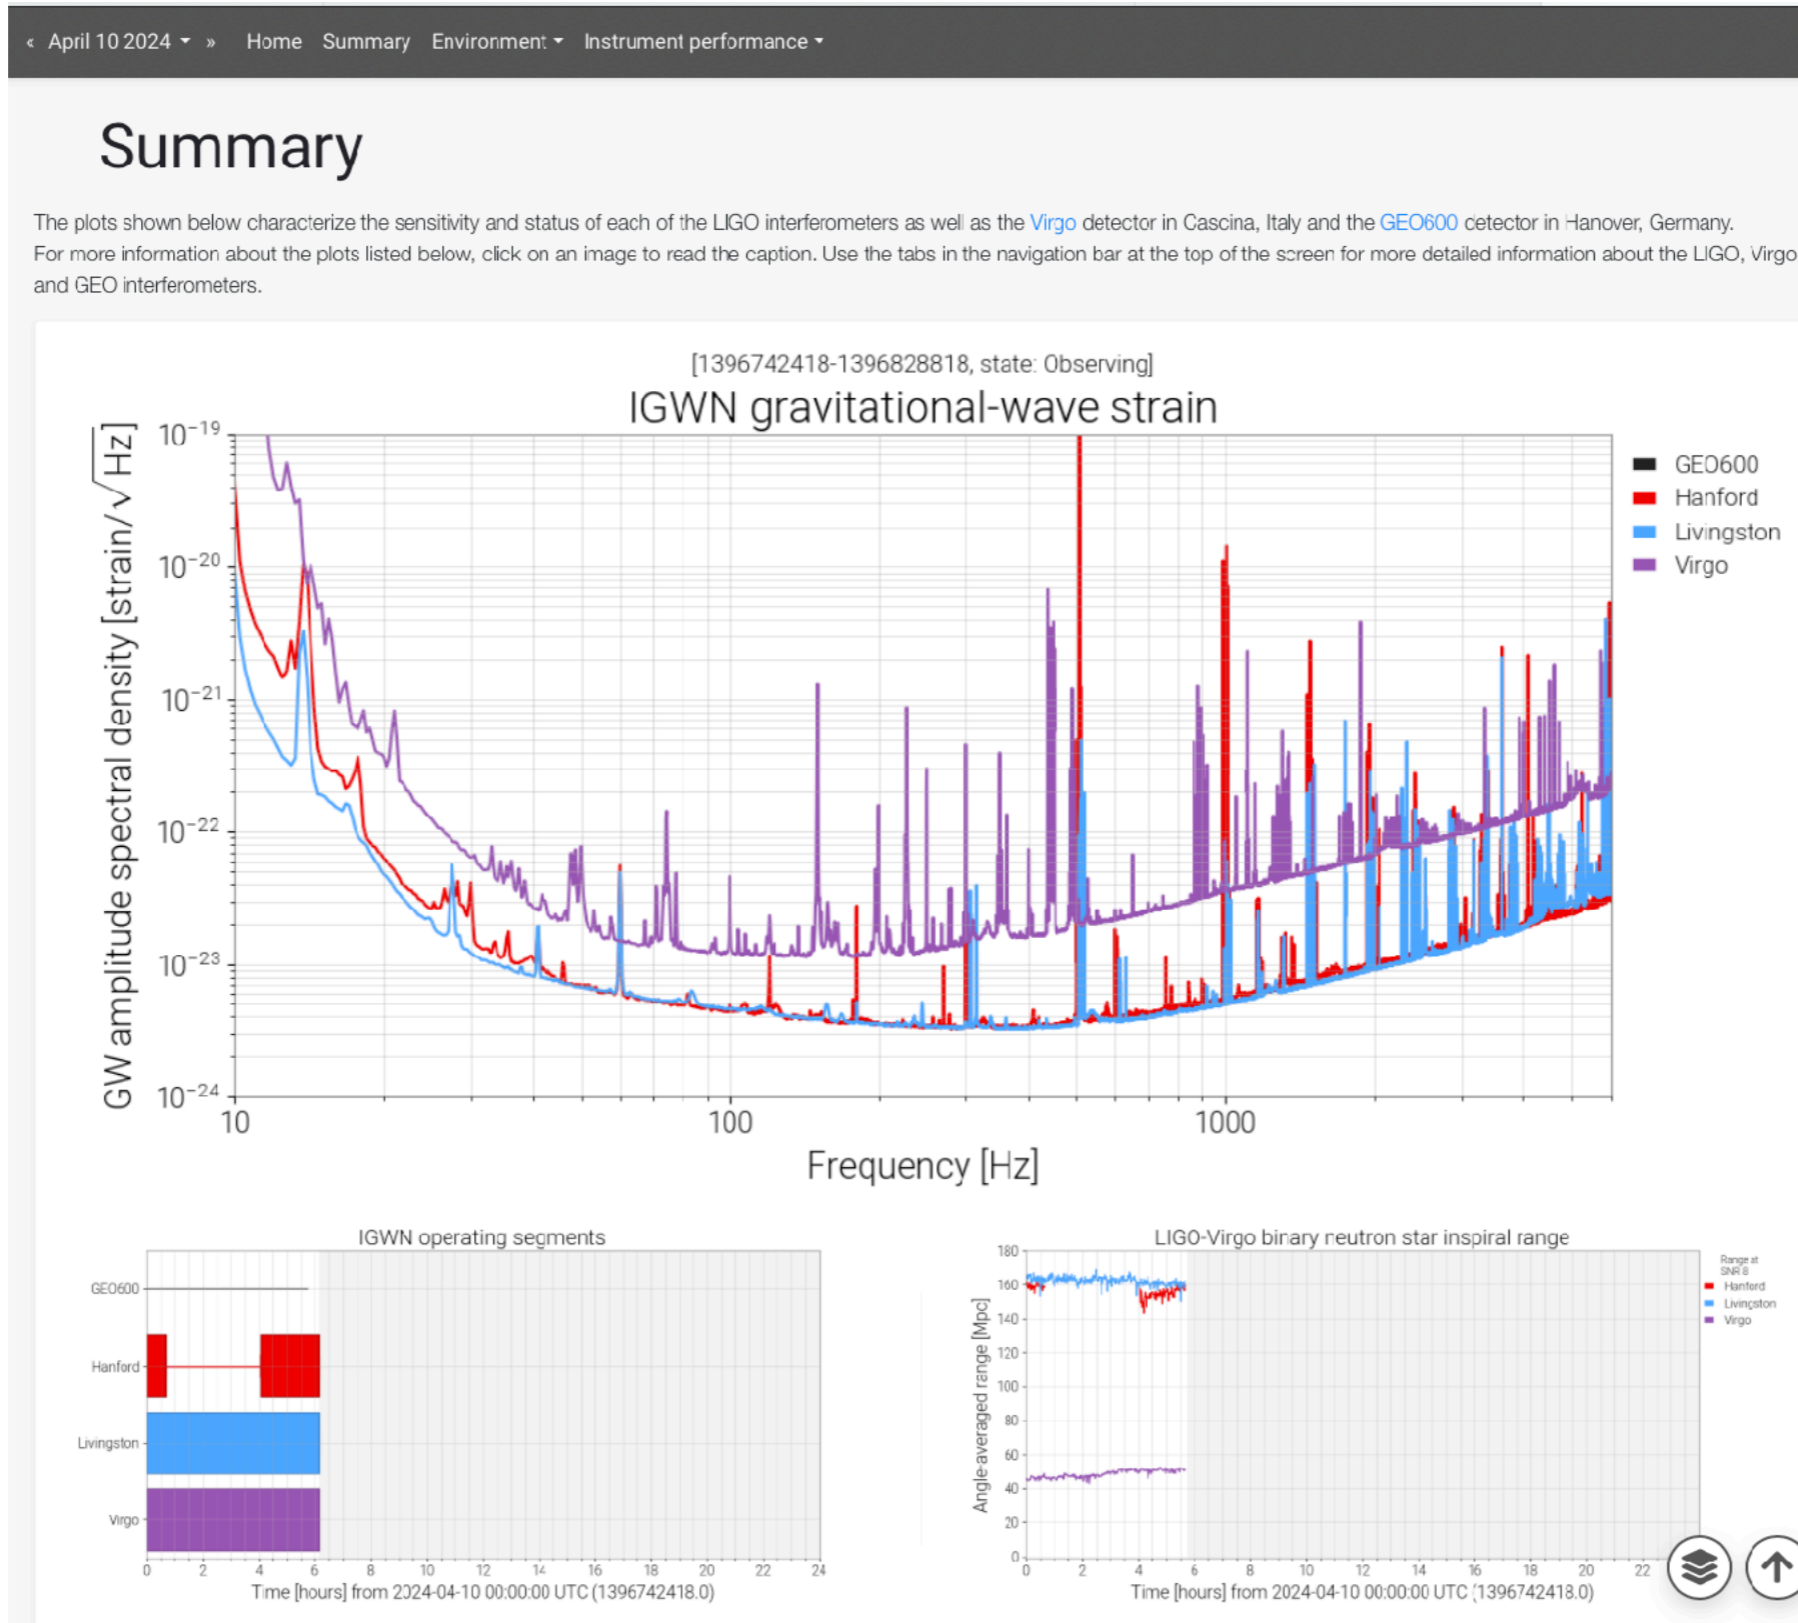 « April 10 2024 » Home Summary Environment Instrument performance
Summary
The plots shown below characterize the sensitivity and status of each of the LIGO interferometers as well as the Virgo detector in Cascina, Italy and the GEO600 detector in Hanover, Germany.
For more information about the plots listed below, click on an image to read the caption. Use the tabs in the navigation bar at the top of the screen for more detailed information about the LIGO, Virgo
and GEO interferometers.
[1396742418-1396828818, state: Observing]
IGWN gravitational-wave strain
GW amplitude spectral density [strain/√Hz]
10⁻¹⁹
10⁻²⁰
10⁻²¹
10⁻²²
10⁻²³
10⁻²⁴
10 100 1000
Frequency [Hz]
GEO600
Hanford
Livingston
Virgo
IGWN operating segments
GEO600
Hanford
Livingston
Virgo
0 2 4 6 8 10 12 14 16 18 20 22 24
Time [hours] from 2024-04-10 00:00:00 UTC (1396742418.0)
LIGO-Virgo binary neutron star inspiral range
Angle-averaged range [Mpc]
180
160
140
120
100
80
60
40
20
0
0 2 4 6 8 10 12 14 16 18 20 22
Time [hours] from 2024-04-10 00:00:00 UTC (1396742418.0)
Range at
SNR 8
Hanford
Livingston
Virgo